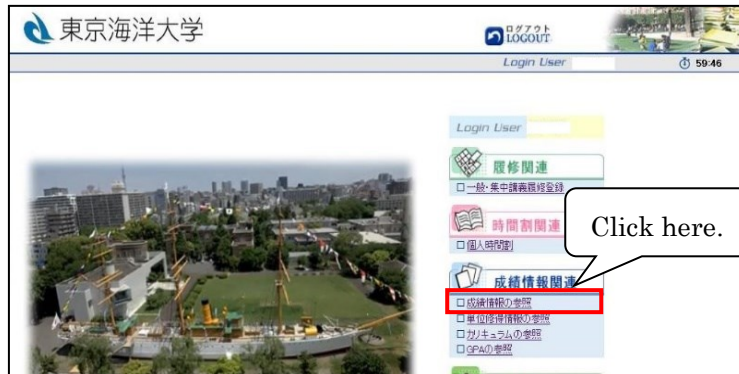 東京海洋大学
ログアウト
LOGOUT
Login User
59:46
Login User
履修関連
一般・集中講義履修登録
時間割関連
個人時間割
Click here.
成績情報関連
成績情報の参照
単位修得情報の参照
カリキュラムの参照
GPAの参照